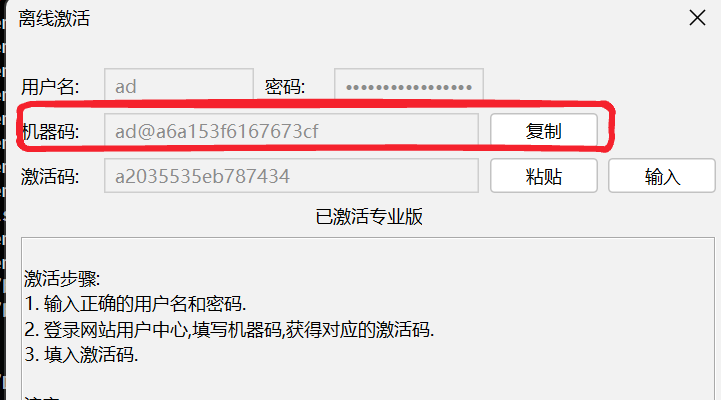 离线激活
用户名: ad 密码: •••••••••••••••••
机器码: ad@a6a153f6167673cf 复制
激活码: a2035535eb787434 粘贴 输入
已激活专业版
激活步骤:
1. 输入正确的用户名和密码.
2. 登录网站用户中心,填写机器码,获得对应的激活码.
3. 填入激活码.